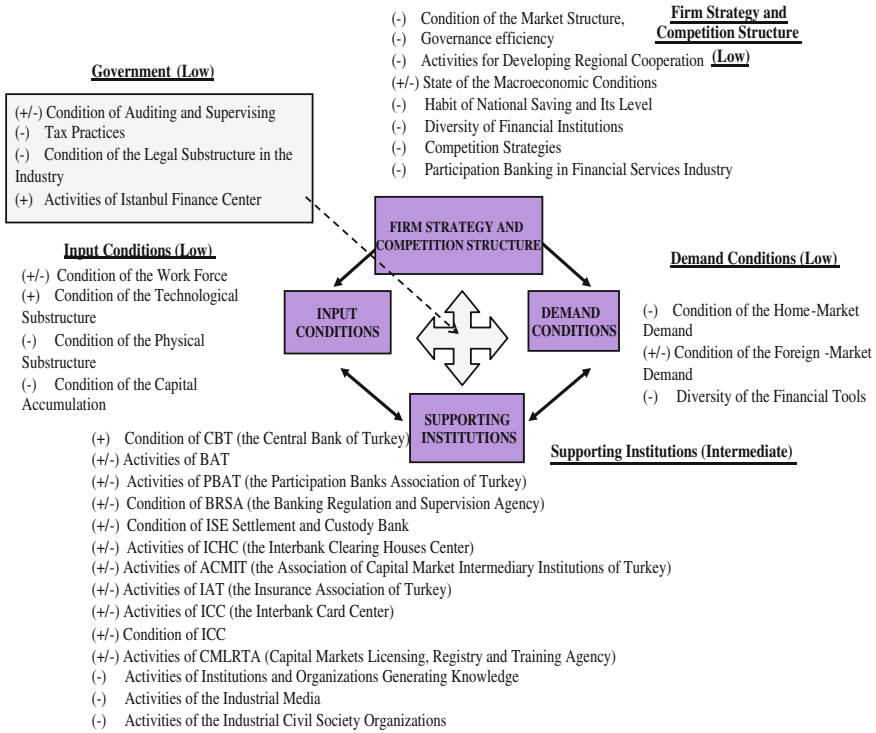 (-) Condition of the Market Structure,
(-) Governance efficiency
(-) Activities for Developing Regional Cooperation
(+/-) State of the Macroeconomic Conditions
(-) Habit of National Saving and Its Level
(-) Diversity of Financial Institutions
(-) Competition Strategies
(-) Participation Banking in Financial Services Industry
Firm Strategy and
Competition Structure
(Low)
Government (Low)
(+/-) Condition of Auditing and Supervising
(-) Tax Practices
(-) Condition of the Legal Substructure in the
Industry
(+) Activities of Istanbul Finance Center
FIRM STRATEGY AND
COMPETITION STRUCTURE
Input Conditions (Low)
(+/-) Condition of the Work Force
(+) Condition of the Technological
Substructure
(-) Condition of the Physical
Substructure
(-) Condition of the Capital
Accumulation
INPUT
CONDITIONS
DEMAND
CONDITIONS
Demand Conditions (Low)
(-) Condition of the Home-Market
Demand
(+/-) Condition of the Foreign -Market
Demand
(-) Diversity of the Financial Tools
SUPPORTING
INSTITUTIONS
Supporting Institutions (Intermediate)
(+) Condition of CBT (the Central Bank of Turkey)
(+/-) Activities of BAT
(+/-) Activities of PBAT (the Participation Banks Association of Turkey)
(+/-) Condition of BRSA (the Banking Regulation and Supervision Agency)
(+/-) Condition of ISE Settlement and Custody Bank
(+/-) Activities of ICHC (the Interbank Clearing Houses Center)
(+/-) Activities of ACMIT (the Association of Capital Market Intermediary Institutions of Turkey)
(+/-) Activities of IAT (the Insurance Association of Turkey)
(+/-) Activities of ICC (the Interbank Card Center)
(+/-) Condition of ICC
(+/-) Activities of CMLRTA (Capital Markets Licensing, Registry and Training Agency)
(-) Activities of Institutions and Organizations Generating Knowledge
(-) Activities of the Industrial Media
(-) Activities of the Industrial Civil Society Organizations